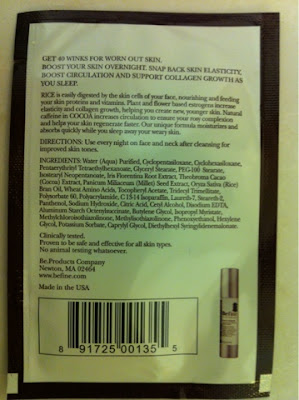 GET 40 WINKS FOR WORN OUT SKIN.
BOOST YOUR SKIN OVERNIGHT. SNAP BACK SKIN ELASTICITY,
BOOST CIRCULATION AND SUPPORT COLLAGEN GROWTH AS
YOU SLEEP.
RICE is easily digested by the skin cells of your face, nourishing and feeding
your skin proteins and vitamins. Plant and flower based estrogens increase
elasticity and collagen growth, helping you create new, younger skin. Natural
caffeine in COCOA increases circulation to ensure your rosy complexion
and helps your skin regenerate faster. Our unique formula moisturizes and
absorbs quickly while you sleep away your weary skin.
DIRECTIONS: Use every night on face and neck after cleansing for
improved skin tones.
INGREDIENTS: Water (Aqua) Purified, Cyclopentasiloxane, Cyclohexasiloxane,
Pentaerythrityl Tetraethylhexanoate, Glyceryl Stearate, PEG-100 Stearate,
Isostearyl Neopentanoate, Iris Florentina Root Extract, Theobroma Cacao
(Cocoa) Extract, Panicum Miliaceum (Millet) Seed Extract, Oryza Sativa (Rice)
Bran Oil, Wheat Amino Acids, Tocopheryl Acetate, Tridecyl Trimellitate,
Polysorbate 60, Polyacrylamide, C 13-14 Isoparaffin, Laureth-7, Steareth-2,
Panthenol, Sodium Hydroxide, Citric Acid, Cetyl Alcohol, Disodium EDTA,
Aluminum Starch Octenylsuccinate, Butylene Glycol, Isopropyl Myristate,
Methylchloroisothiazolinone, Methylisothiazolinone, Phenoxyethanol, Hexylene
Glycol, Potassium Sorbate, Caprylyl Glycol, Diethylhexyl Syringylidenemalonate.
Clinically tested.
Proven to be safe and effective for all skin types.
No animal testing whatsoever.
Be.Products Company
Newton, MA 02464
www.befine.com
Made in the USA
8 91725 00135 5
Befine